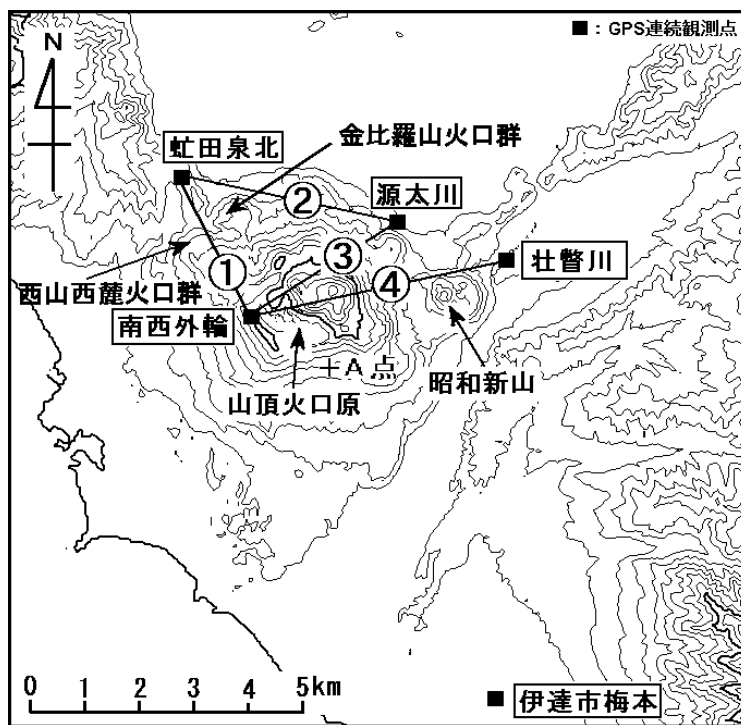 ■：GPS連続観測点
N
金比羅山火口群
虻田泉北
源太川
②
③
壮瞥川
①
④
西山西麓火口群
南西外輪
+A点
昭和新山
山頂火口原
0 1 2 3 4 5km
伊達市梅本